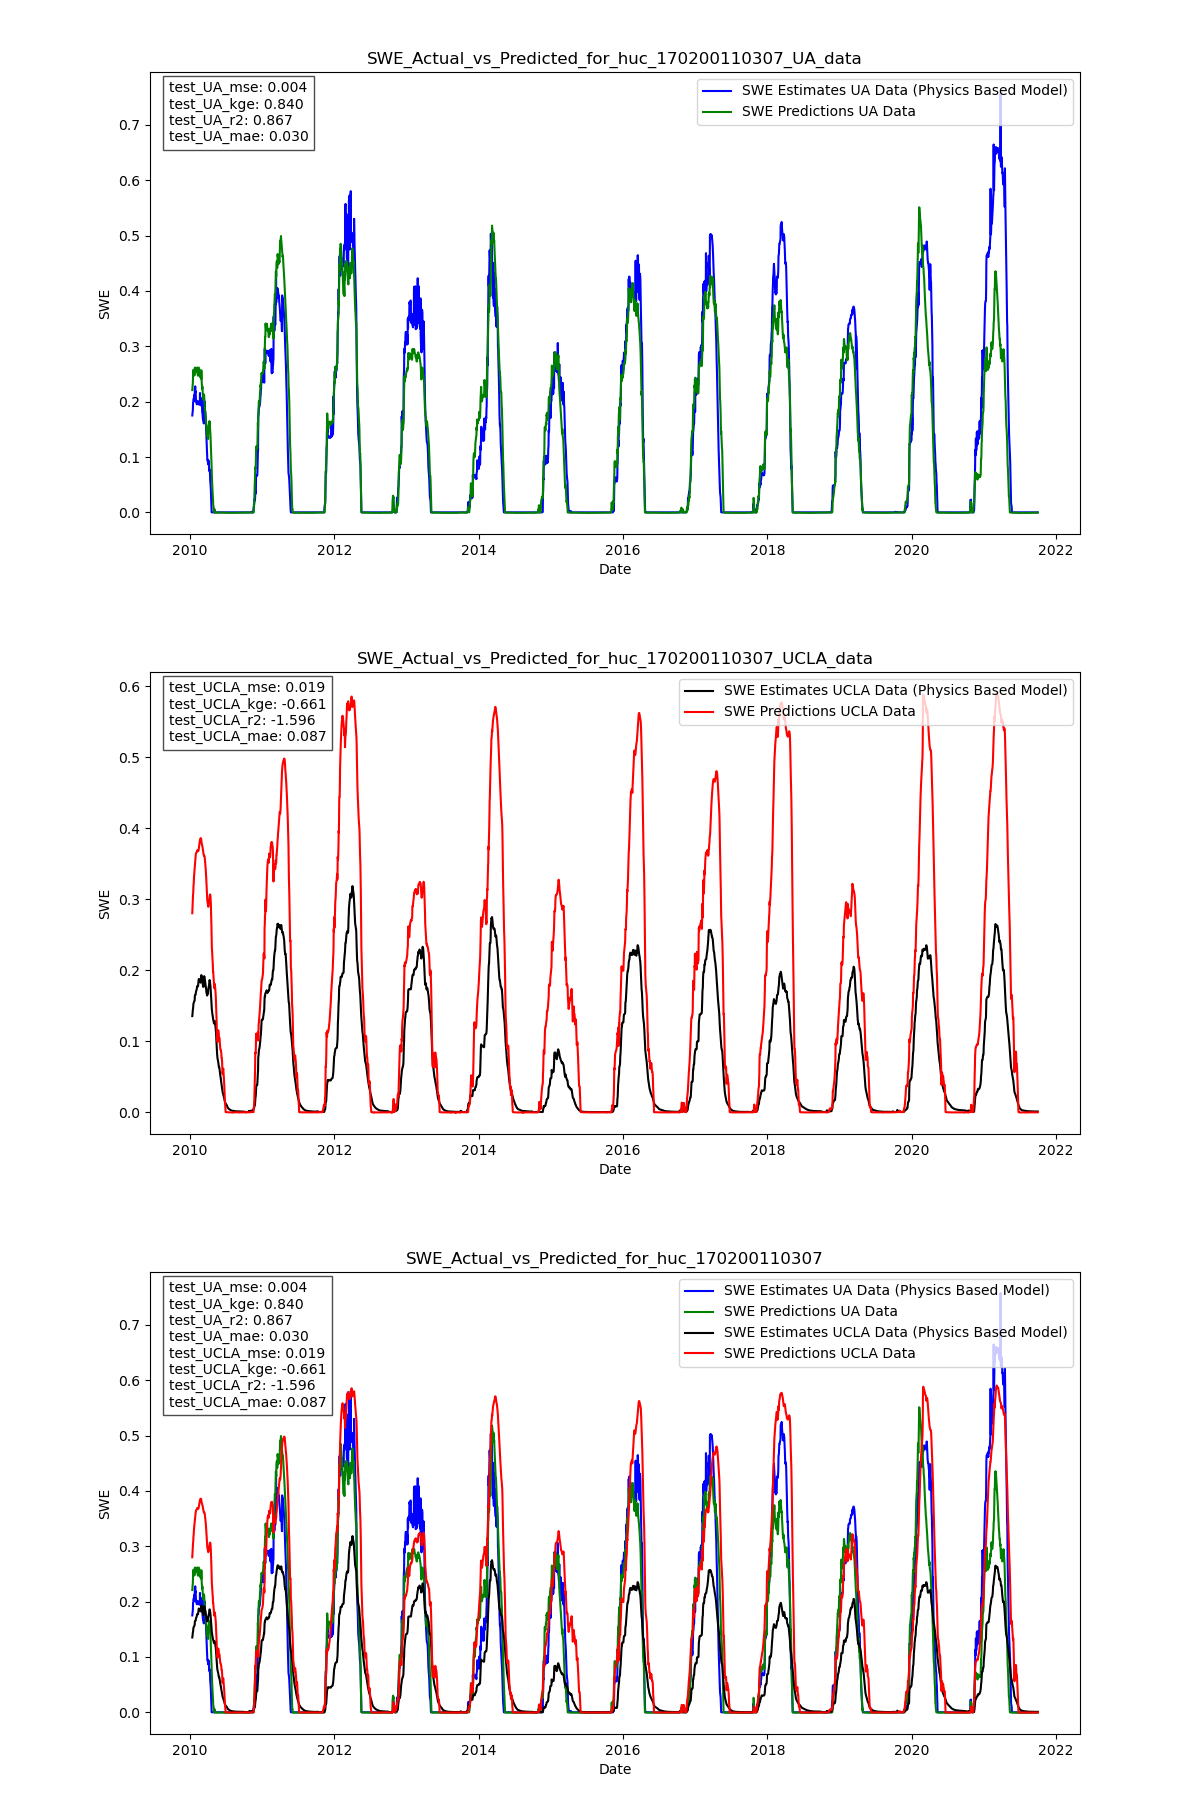 SWE_Actual_vs_Predicted_for_huc_170200110307_UA_data
test_UA_mse: 0.004
test_UA_kge: 0.840
test_UA_r2: 0.867
test_UA_mae: 0.030
SWE Estimates UA Data (Physics Based Model)
SWE Predictions UA Data
0.7
0.6
0.5
0.4
0.3
0.2
0.1
0.0
SWE
2010 2012 2014 2016 2018 2020 2022
Date
SWE_Actual_vs_Predicted_for_huc_170200110307_UCLA_data
test_UCLA_mse: 0.019
test_UCLA_kge: -0.661
test_UCLA_r2: -1.596
test_UCLA_mae: 0.087
SWE Estimates UCLA Data (Physics Based Model)
SWE Predictions UCLA Data
0.6
0.5
0.4
0.3
0.2
0.1
0.0
SWE
2010 2012 2014 2016 2018 2020 2022
Date
SWE_Actual_vs_Predicted_for_huc_170200110307
test_UA_mse: 0.004
test_UA_kge: 0.840
test_UA_r2: 0.867
test_UA_mae: 0.030
test_UCLA_mse: 0.019
test_UCLA_kge: -0.661
test_UCLA_r2: -1.596
test_UCLA_mae: 0.087
SWE Estimates UA Data (Physics Based Model)
SWE Predictions UA Data
SWE Estimates UCLA Data (Physics Based Model)
SWE Predictions UCLA Data
0.7
0.6
0.5
0.4
0.3
0.2
0.1
0.0
SWE
2010 2012 2014 2016 2018 2020 2022
Date